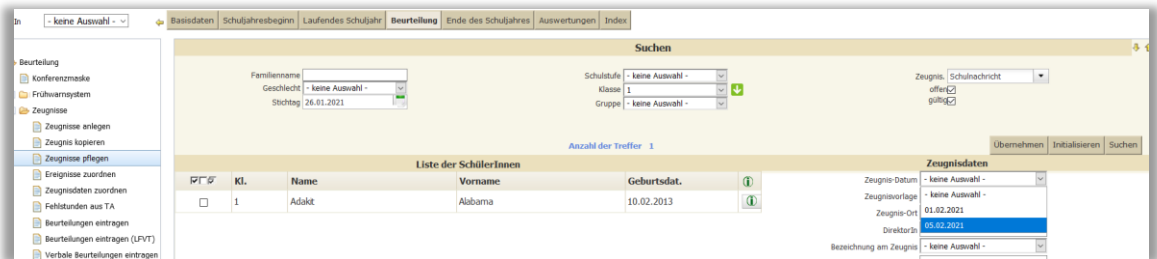 In - keine Auswahl -
Basisdaten Schuljahresbeginn Laufendes Schuljahr Beurteilung Ende des Schuljahres Auswertungen Index
Suchen
Beurteilung
Konferenzmaske
Frühwarnsystem
Zeugnisse
Zeugnisse anlegen
Zeugnis kopieren
Zeugnisse pflegen
Ereignisse zuordnen
Zeugnisdaten zuordnen
Fehlstunden aus TA
Beurteilungen eintragen
Beurteilungen eintragen (LFVT)
Verbale Beurteilungen eintragen
Familienname
Geschlecht - keine Auswahl -
Stichtag 26.01.2021
Schulstufe - keine Auswahl -
Klasse 1
Gruppe - keine Auswahl -
Zeugnis. Schulnachricht
offen
gültig
Anzahl der Treffer 1
Übernehmen Initialisieren Suchen
Liste der SchülerInnen
Kl. Name Vorname Geburtsdat.
1 Adakit Alabama 10.02.2013
Zeugnisdaten
Zeugnis-Datum - keine Auswahl -
Zeugnisvorlage - keine Auswahl -
Zeugnis-Ort 01.02.2021
DirektorIn 05.02.2021
Bezeichnung am Zeugnis - keine Auswahl -